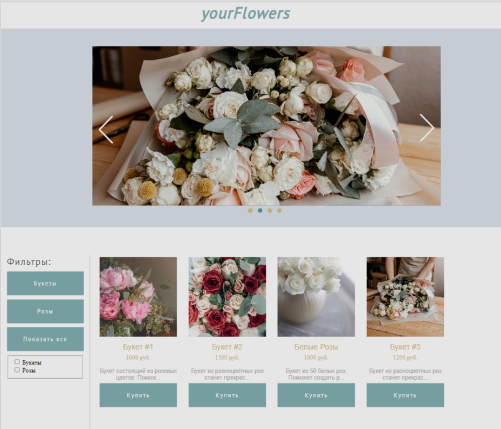 yourFlowers
Фильтры:
Букеты
Розы
Показать все
Букеты
Розы
Букет #1
1000 руб.
Букет состоящий из розовых
цветов. Помож...
Купить
Букет #2
1500 руб.
Букет из разноцветных роз
станет прекрас...
Купить
Белые Розы
1000 руб.
Букет из 50 белых роз.
Поможет создать р...
Купить
Букет #3
1200 руб.
Букет из разноцветных роз
станет прекрас...
Купить